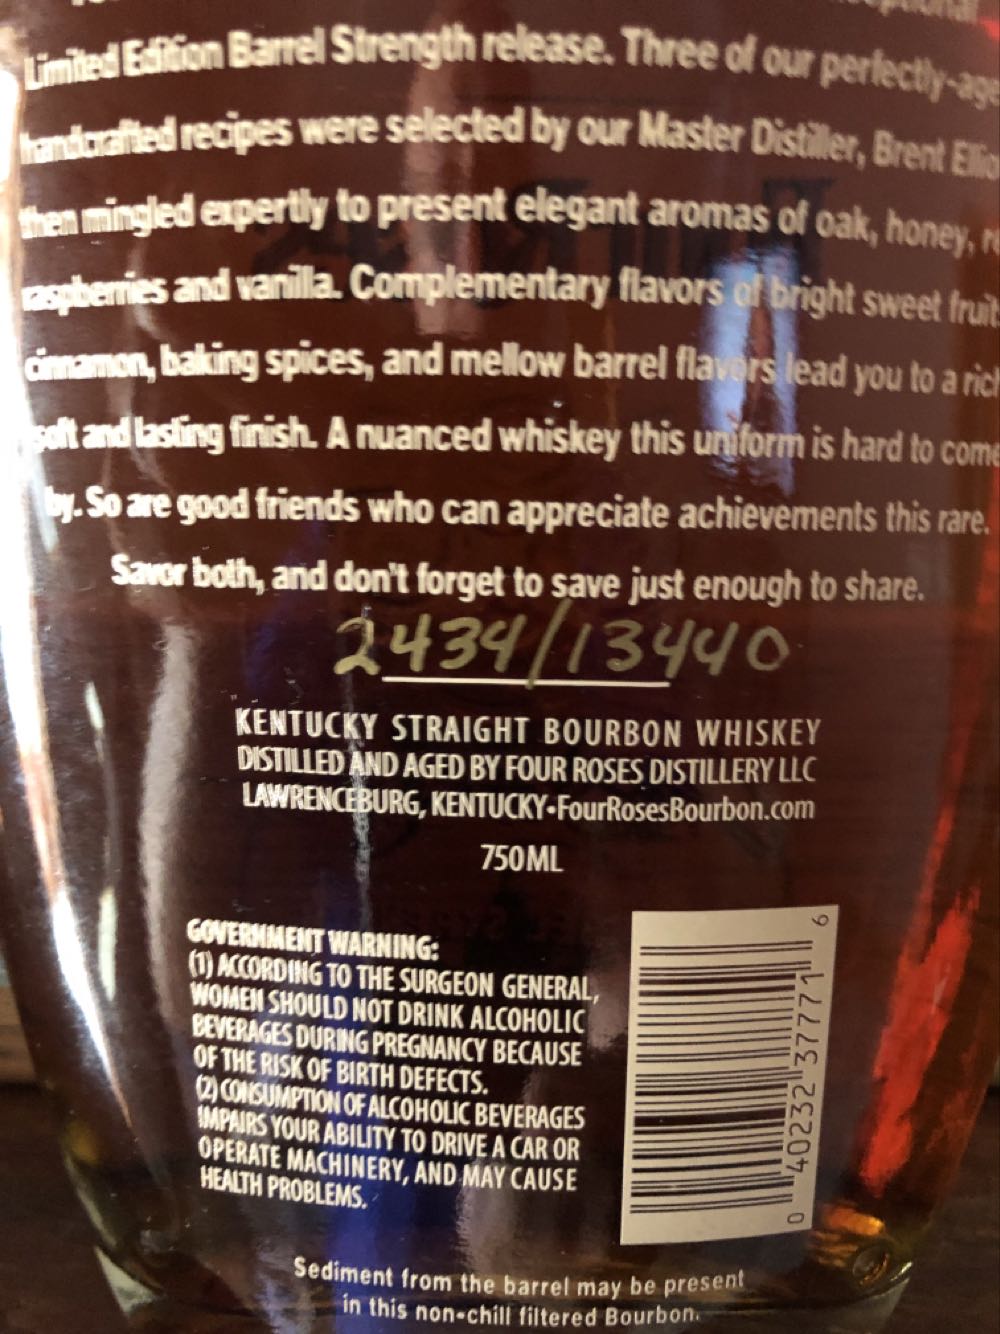 Limited Edition Barrel Strength release. Three of our perfectly-age
handcrafted recipes were selected by our Master Distiller, Brent Ellio
then mingled expertly to present elegant aromas of oak, honey,
raspberries and vanilla. Complementary flavors of bright sweet fruit
cinnamon, baking spices, and mellow barrel flavors lead you to a rich
soft and lasting finish. A nuanced whiskey this uniform is hard to come
by. So are good friends who can appreciate achievements this rare.
Savor both, and don't forget to save just enough to share.
2434/13440
KENTUCKY STRAIGHT BOURBON WHISKEY
DISTILLED AND AGED BY FOUR ROSES DISTILLERY LLC
LAWRENCEBURG, KENTUCKY•FourRosesBourbon.com
750ML
GOVERNMENT WARNING:
(1) ACCORDING TO THE SURGEON GENERAL,
WOMEN SHOULD NOT DRINK ALCOHOLIC
BEVERAGES DURING PREGNANCY BECAUSE
OF THE RISK OF BIRTH DEFECTS.
(2) CONSUMPTION OF ALCOHOLIC BEVERAGES
IMPAIRS YOUR ABILITY TO DRIVE A CAR OR
OPERATE MACHINERY, AND MAY CAUSE
HEALTH PROBLEMS.
0 40232 37771 6
Sediment from the barrel may be present
in this non-chill filtered Bourbon.